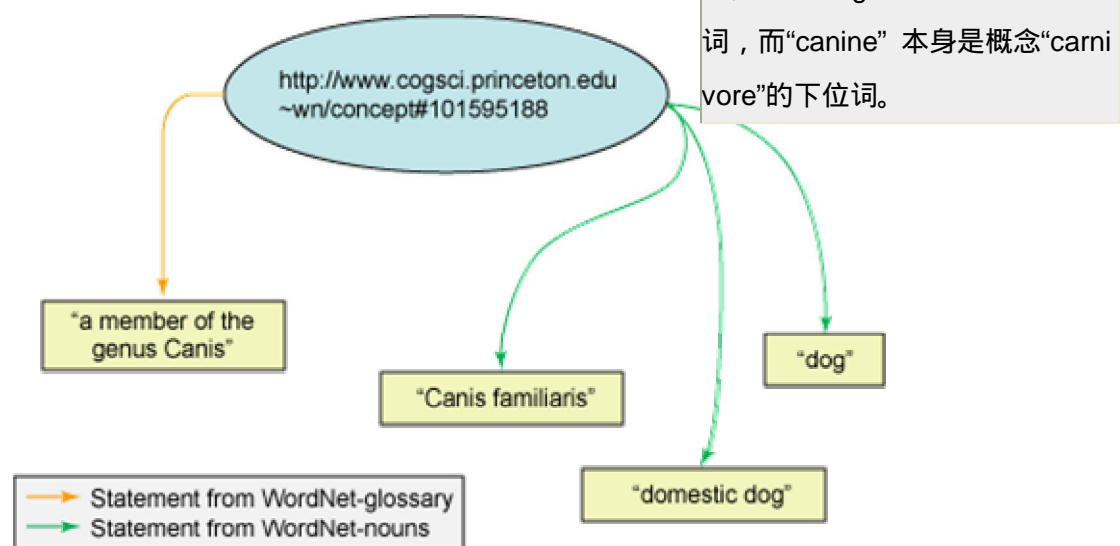 词，而“canine” 本身是概念“carni
vore”的下位词。
http://www.cogsci.princeton.edu
~wn/concept#101595188
“a member of the
genus Canis”
“Canis familiaris”
“dog”
“domestic dog”
Statement from WordNet-glossary
Statement from WordNet-nouns